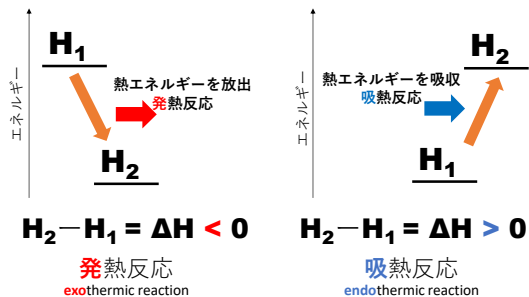 エネルギー
H₁
熱エネルギーを放出
発熱反応
H₂
H₂－H₁ = ΔH < 0
発熱反応
exothermic reaction
エネルギー
H₂
熱エネルギーを吸収
吸熱反応
H₁
H₂－H₁ = ΔH > 0
吸熱反応
endothermic reaction